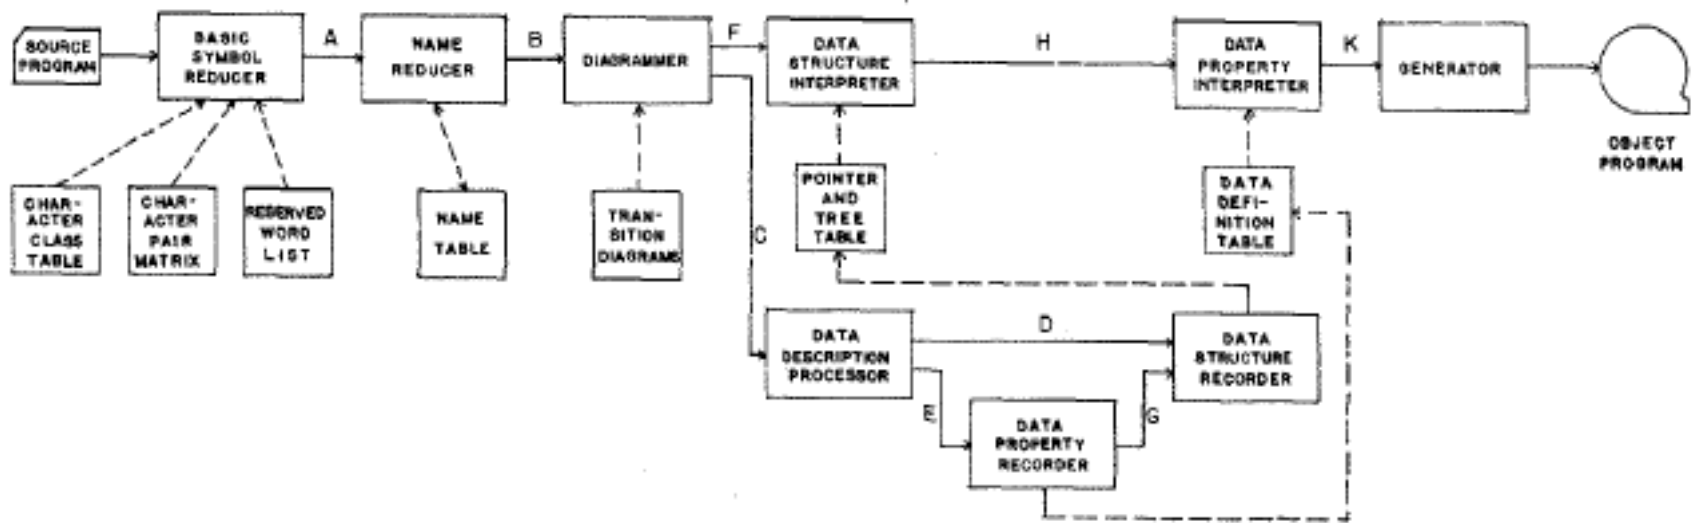 SOURCE
PROGRAM
BASIC
SYMBOL
REDUCER
A
NAME
REDUCER
B
DIAGRAMMER
F
DATA
STRUCTURE
INTERPRETER
H
DATA
PROPERTY
INTERPRETER
K
GENERATOR
OBJECT
PROGRAM
CHAR-
ACTER
CLASS
TABLE
CHAR-
ACTER
PAIR
MATRIX
RESERVED
WORD
LIST
NAME
TABLE
TRAN-
SITION
DIAGRAMS
C
POINTER
AND
TREE
TABLE
DATA
DEFI-
NITION
TABLE
DATA
DESCRIPTION
PROCESSOR
D
DATA
STRUCTURE
RECORDER
E
DATA
PROPERTY
RECORDER
G